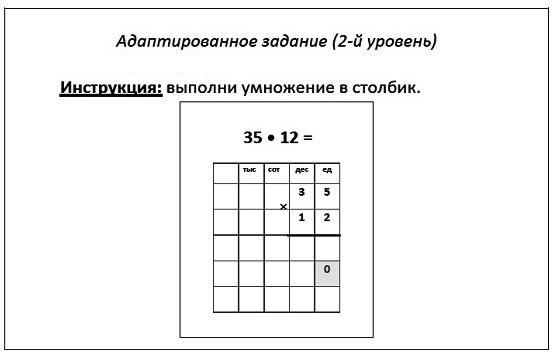 Адаптированное задание (2-й уровень)
Инструкция: выполни умножение в столбик.
35 • 12 =
тыс сот дес ед
3 5
×
1 2
0